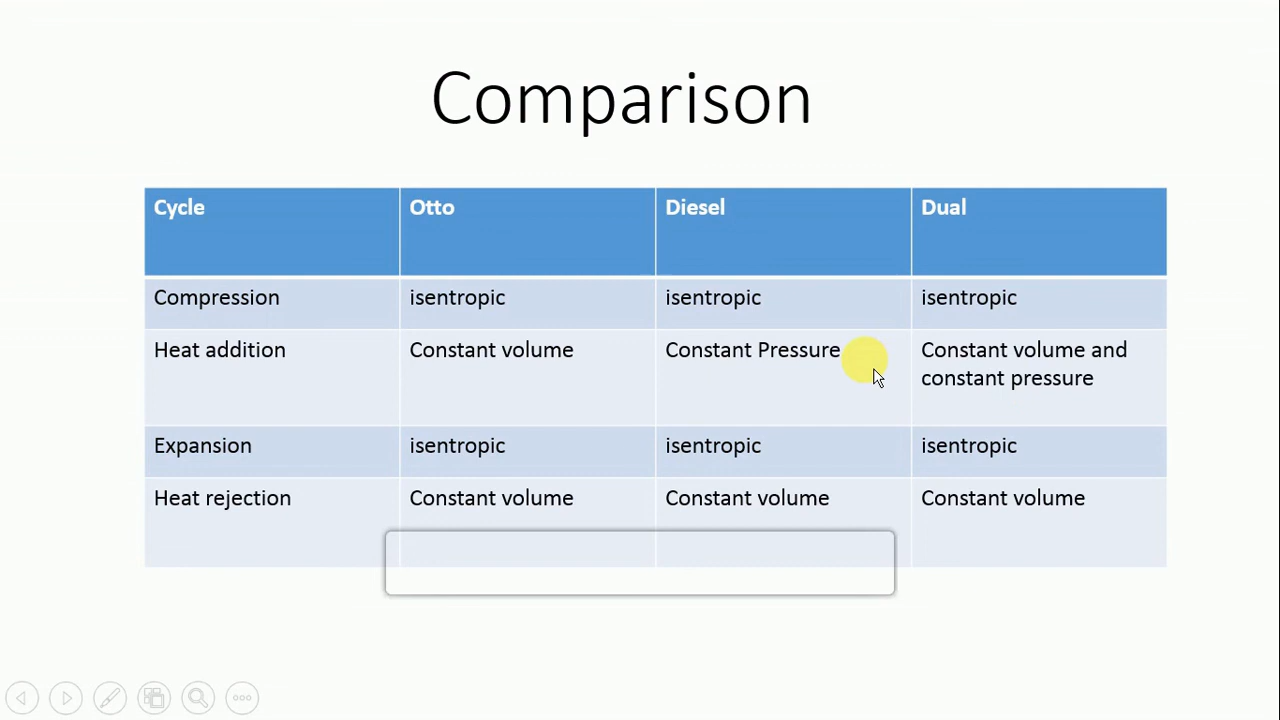 Comparison
Cycle Otto Diesel Dual
Compression isentropic isentropic isentropic
Heat addition Constant volume Constant Pressure Constant volume and
constant pressure
Expansion isentropic isentropic isentropic
Heat rejection Constant volume Constant volume Constant volume